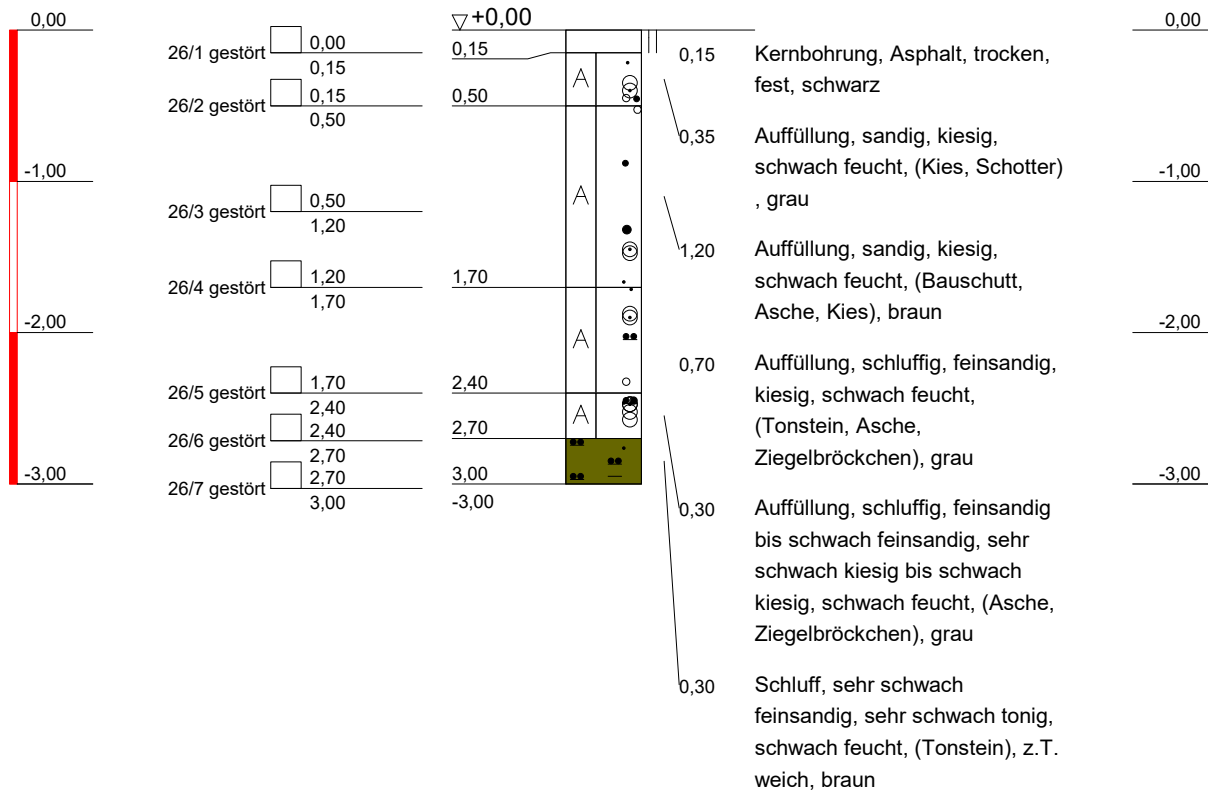 0,00
-1,00
-2,00
-3,00
26/1 gestört 0,00
0,15
26/2 gestört 0,15
0,50
26/3 gestört 0,50
1,20
26/4 gestört 1,20
1,70
26/5 gestört 1,70
2,40
26/6 gestört 2,40
2,70
26/7 gestört 2,70
3,00
+0,00
0,15
0,50
1,70
2,40
2,70
3,00
-3,00
A
A
A
A
0,15 Kernbohrung, Asphalt, trocken,
fest, schwarz
0,35 Auffüllung, sandig, kiesig,
schwach feucht, (Kies, Schotter)
, grau
1,20 Auffüllung, sandig, kiesig,
schwach feucht, (Bauschutt,
Asche, Kies), braun
0,70 Auffüllung, schluffig, feinsandig,
kiesig, schwach feucht,
(Tonstein, Asche,
Ziegelbröckchen), grau
0,30 Auffüllung, schluffig, feinsandig
bis schwach feinsandig, sehr
schwach kiesig bis schwach
kiesig, schwach feucht, (Asche,
Ziegelbröckchen), grau
0,30 Schluff, sehr schwach
feinsandig, sehr schwach tonig,
schwach feucht, (Tonstein), z.T.
weich, braun
0,00
-1,00
-2,00
-3,00